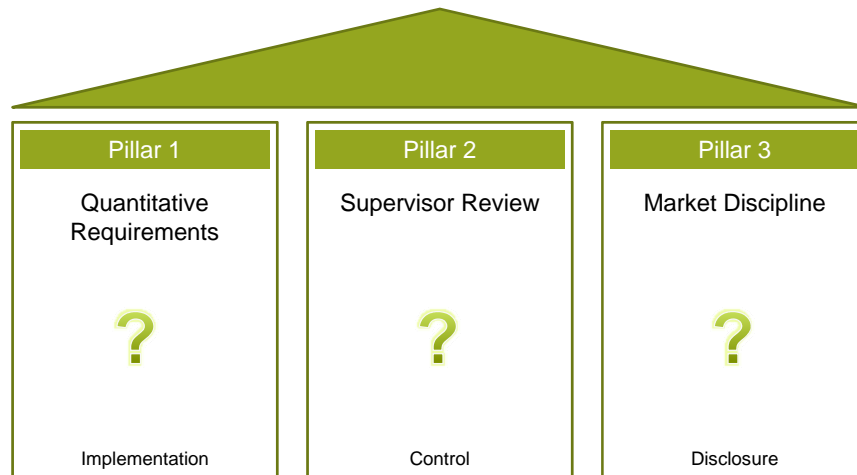 Pillar 1
Quantitative
Requirements
?
Implementation
Pillar 2
Supervisor Review
?
Control
Pillar 3
Market Discipline
?
Disclosure